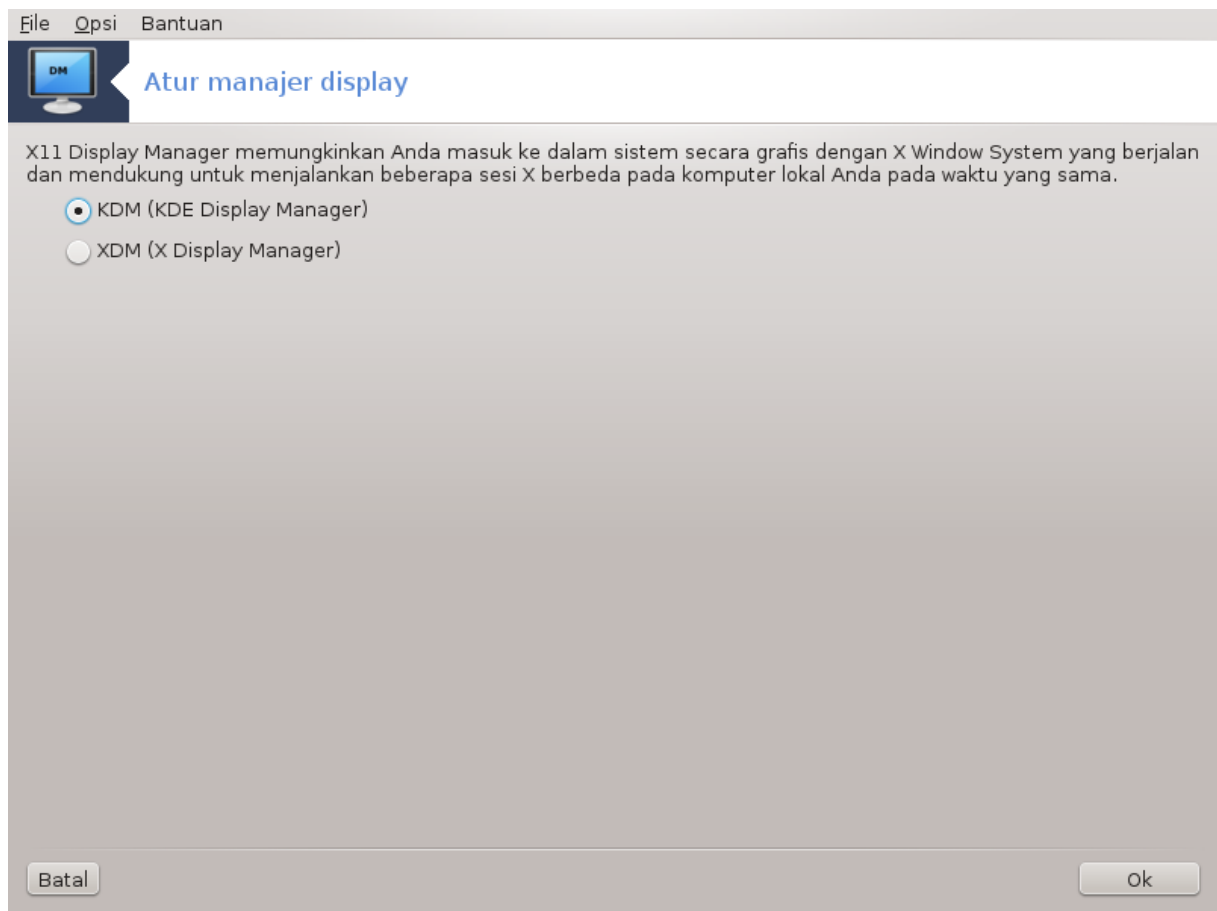 File Opsi Bantuan
DM
Atur manajer display
X11 Display Manager memungkinkan Anda masuk ke dalam sistem secara grafis dengan X Window System yang berjalan
dan mendukung untuk menjalankan beberapa sesi X berbeda pada komputer lokal Anda pada waktu yang sama.
KDM (KDE Display Manager)
XDM (X Display Manager)
Batal Ok